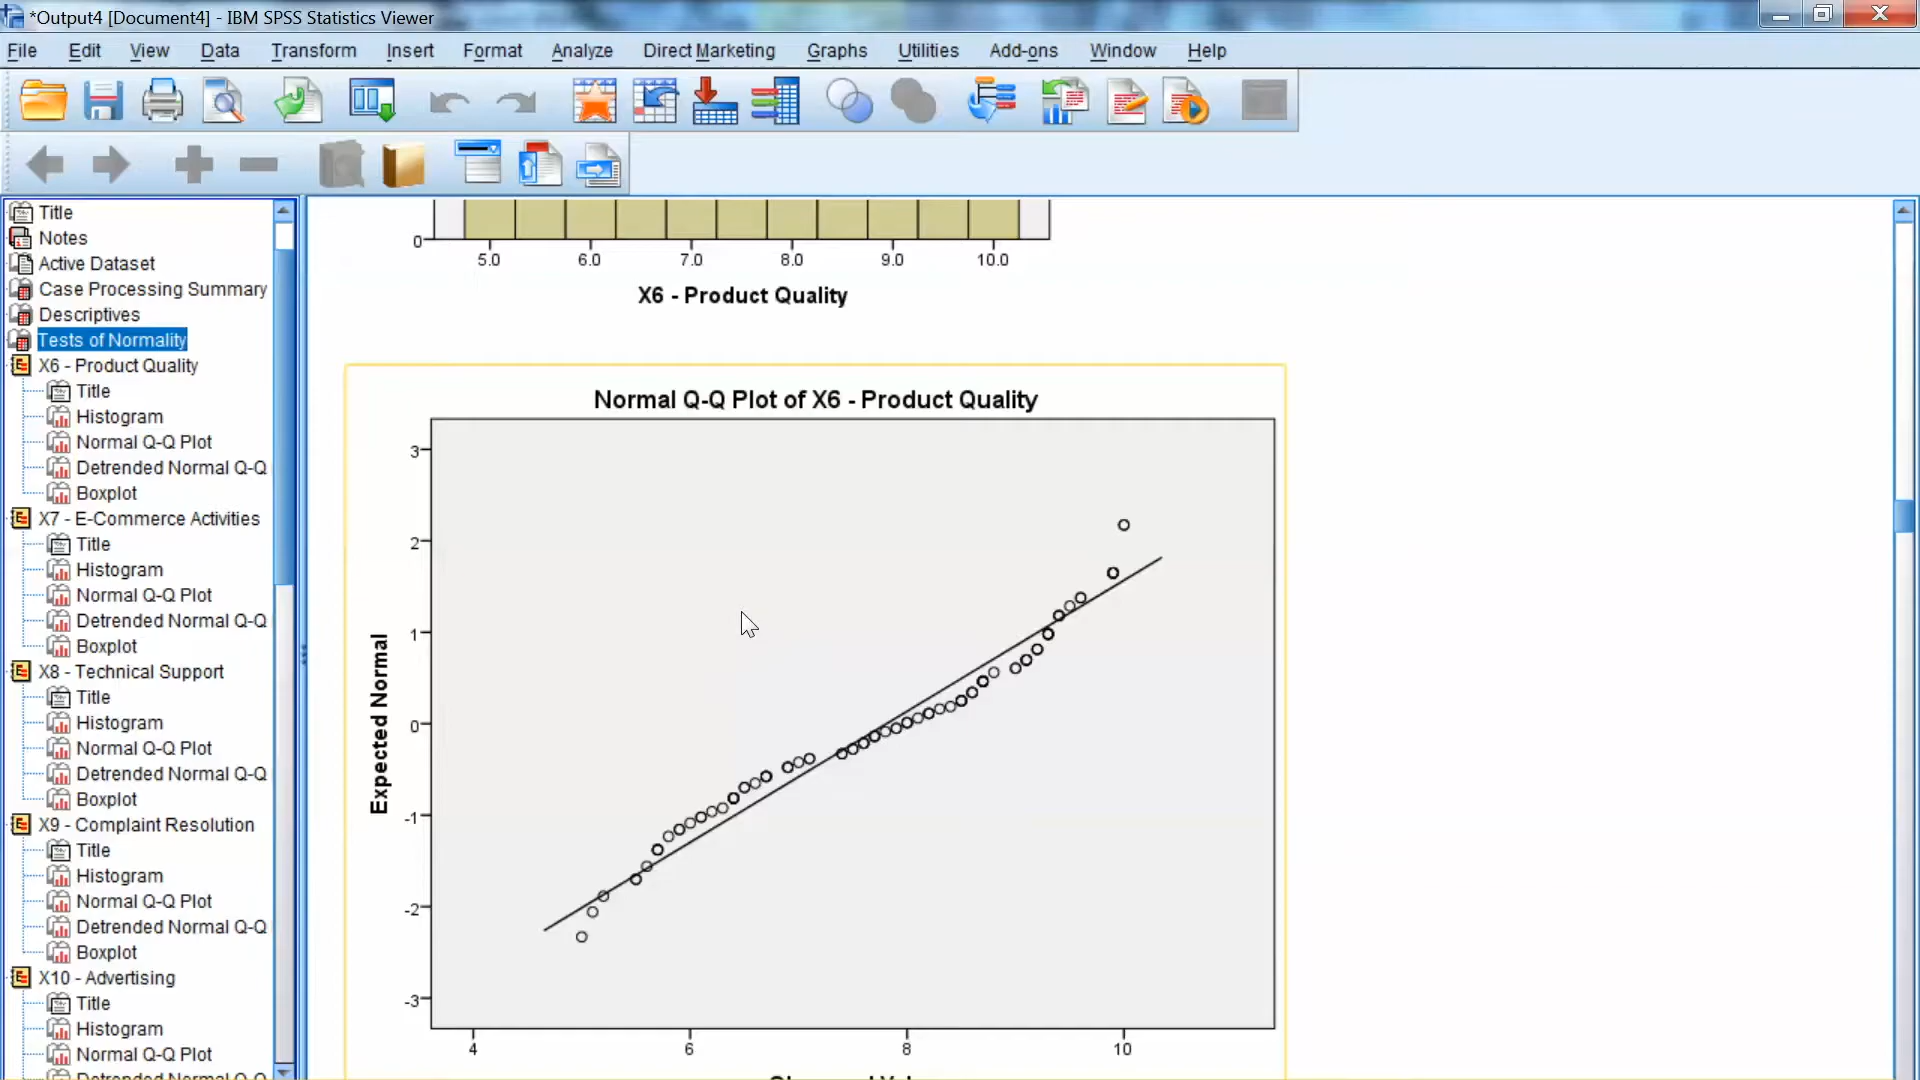 *Output4 [Document4] - IBM SPSS Statistics Viewer
File Edit View Data Transform Insert Format Analyze Direct Marketing Graphs Utilities Add-ons Window Help
Title
Notes
Active Dataset
Case Processing Summary
Descriptives
Tests of Normality
X6 - Product Quality
Title
Histogram
Normal Q-Q Plot
Detrended Normal Q-Q
Boxplot
X7 - E-Commerce Activities
Title
Histogram
Normal Q-Q Plot
Detrended Normal Q-Q
Boxplot
X8 - Technical Support
Title
Histogram
Normal Q-Q Plot
Detrended Normal Q-Q
Boxplot
X9 - Complaint Resolution
Title
Histogram
Normal Q-Q Plot
Detrended Normal Q-Q
Boxplot
X10 - Advertising
Title
Histogram
Normal Q-Q Plot
Detrended Normal Q-Q
0
5.0 6.0 7.0 8.0 9.0 10.0
X6 - Product Quality
Normal Q-Q Plot of X6 - Product Quality
Expected Normal
3
2
1
0
-1
-2
-3
4 6 8 10